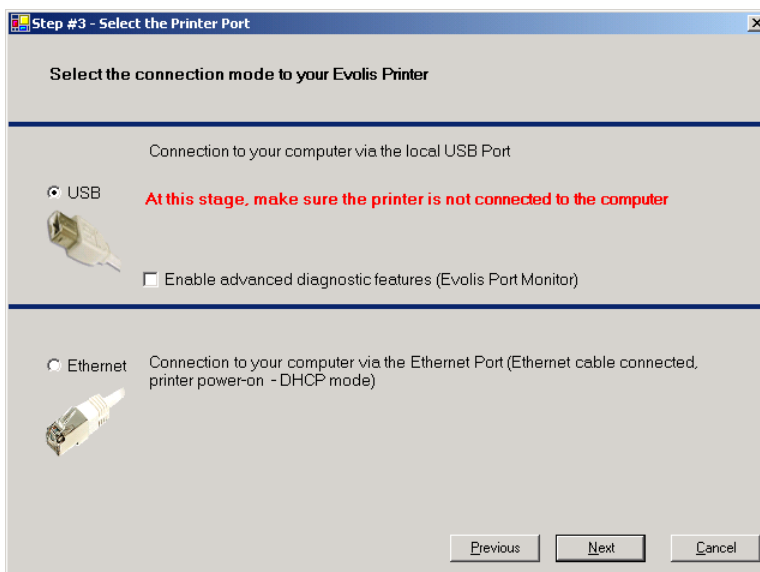 Step #3 - Select the Printer Port
Select the connection mode to your Evolis Printer
Connection to your computer via the local USB Port
USB
At this stage, make sure the printer is not connected to the computer
Enable advanced diagnostic features (Evolis Port Monitor)
Ethernet
Connection to your computer via the Ethernet Port (Ethernet cable connected,
printer power-on - DHCP mode)
Previous
Next
Cancel